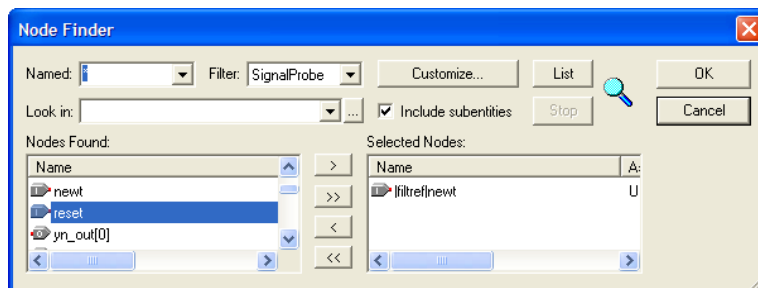 Node Finder
Named: * Filter: SignalProbe Customize... List OK
Look in: ... Include subentities Stop Cancel
Nodes Found: Selected Nodes:
Name > Name A
newt >> |filtref|newt U
reset <
yn_out[0] <<